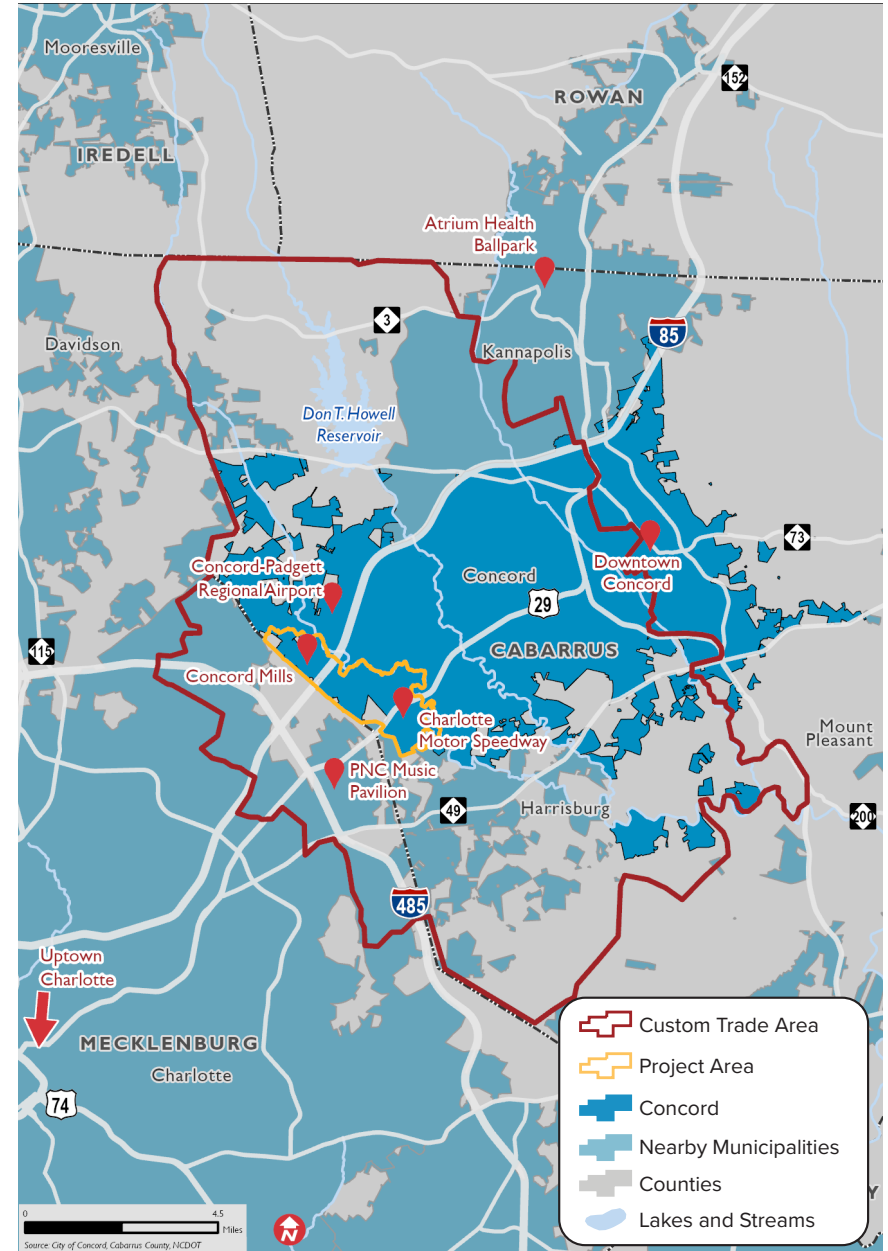 Mooresville
152
ROWAN
IREDELL
Atrium Health
Ballpark
3
85
Davidson
Kannapolis
Don T. Howell
Reservoir
73
Concord-Padgett
Regional Airport
Concord
Downtown
Concord
29
115
CABARRUS
Concord Mills
Charlotte
Motor Speedway
Mount
Pleasant
PNC Music
Pavilion
49
Harrisburg
200
485
Uptown
Charlotte
MECKLENBURG
Charlotte
74
Custom Trade Area
Project Area
Concord
Nearby Municipalities
Counties
Lakes and Streams
Y
0 4.5
Miles
N
Source: City of Concord, Cabarrus County, NCDOT